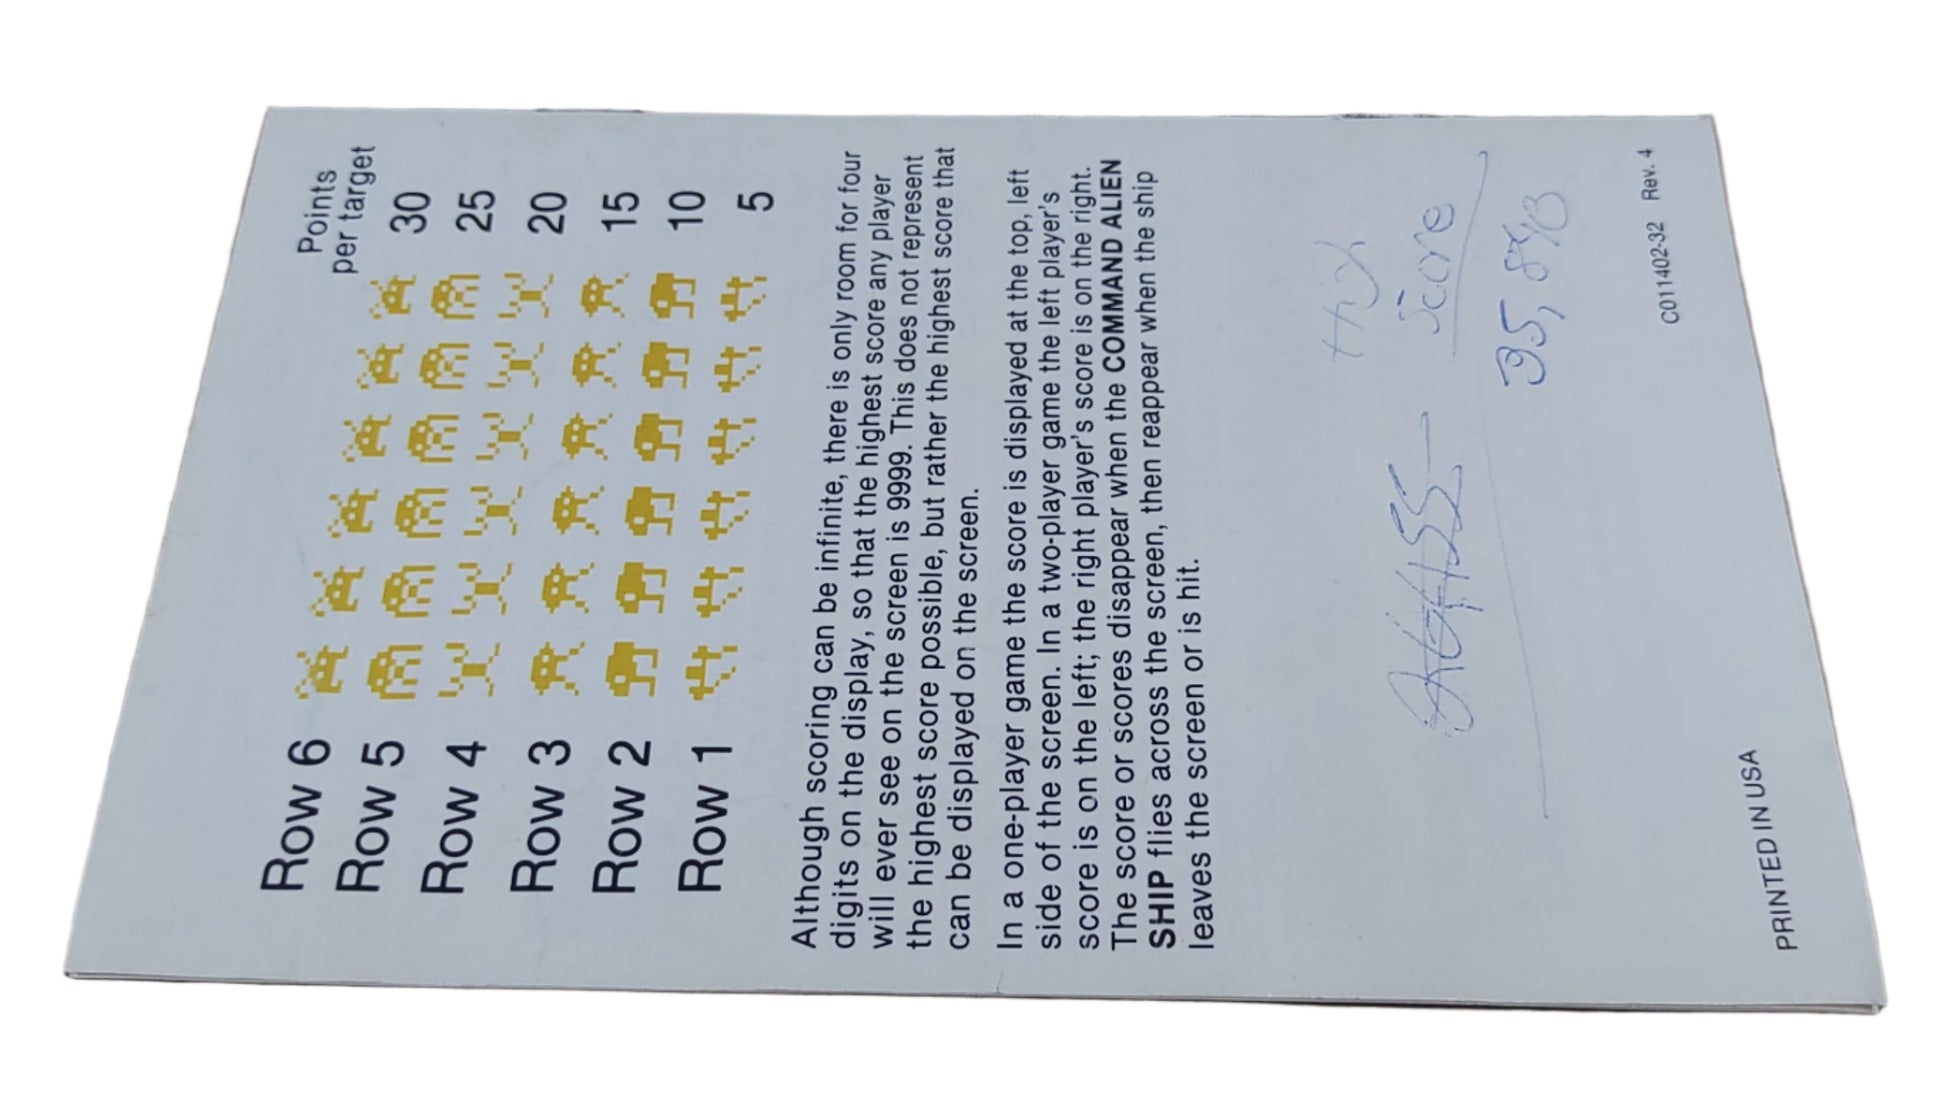 Points
per target
Row 6 30
Row 5 25
Row 4 20
Row 3 15
Row 2 10
Row 1 5
Although scoring can be infinite, there is only room for four
digits on the display, so that the highest score any player
will ever see on the screen is 9999. This does not represent
the highest score possible, but rather the highest score that
can be displayed on the screen.
In a one-player game the score is displayed at the top, left
side of the screen. In a two-player game the left player's
score is on the left; the right player's score is on the right.
The score or scores disappear when the COMMAND ALIEN
SHIP flies across the screen, then reappear when the ship
leaves the screen or is hit.
Score
PRINTED IN USA
C011402-32 Rev. 4